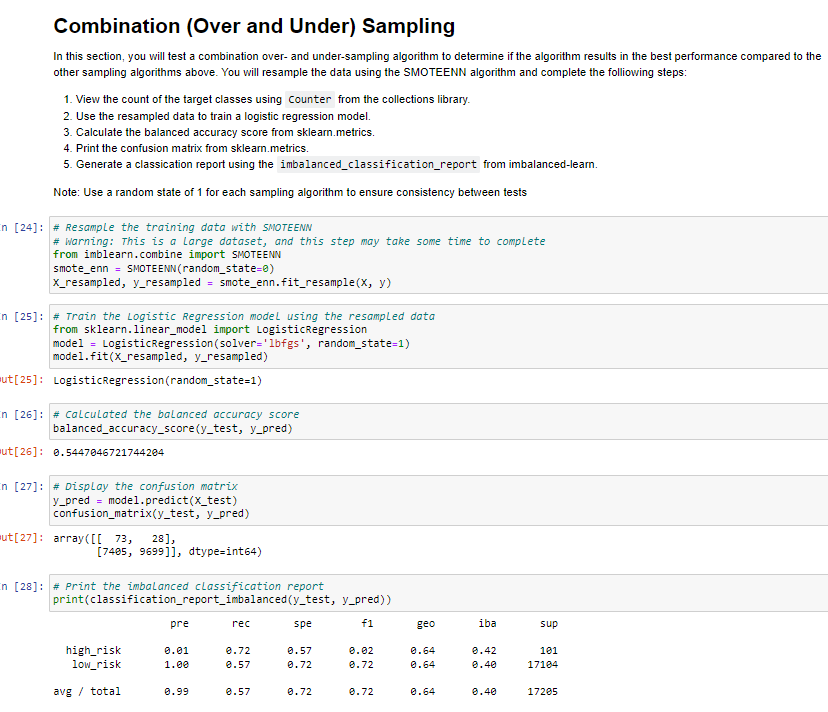 Combination (Over and Under) Sampling
In this section, you will test a combination over- and under-sampling algorithm to determine if the algorithm results in the best performance compared to the
other sampling algorithms above. You will resample the data using the SMOTEENN algorithm and complete the folliowing steps:
1. View the count of the target classes using Counter from the collections library.
2. Use the resampled data to train a logistic regression model.
3. Calculate the balanced accuracy score from sklearn.metrics.
4. Print the confusion matrix from sklearn.metrics.
5. Generate a classication report using the imbalanced_classification_report from imbalanced-learn.
Note: Use a random state of 1 for each sampling algorithm to ensure consistency between tests
n [24]: # Resample the training data with SMOTEENN
# Warning: This is a large dataset, and this step may take some time to complete
from imblearn.combine import SMOTEENN
smote_enn = SMOTEENN(random_state=0)
X_resampled, y_resampled = smote_enn.fit_resample(X, y)
n [25]: # Train the Logistic Regression model using the resampled data
from sklearn.linear_model import LogisticRegression
model = LogisticRegression(solver='lbfgs', random_state=1)
model.fit(X_resampled, y_resampled)
ut[25]: LogisticRegression(random_state=1)
n [26]: # Calculated the balanced accuracy score
balanced_accuracy_score(y_test, y_pred)
ut[26]: 0.5447046721744204
n [27]: # Display the confusion matrix
y_pred = model.predict(X_test)
confusion_matrix(y_test, y_pred)
ut[27]: array([[ 73, 28],
[7405, 9699]], dtype=int64)
n [28]: # Print the imbalanced classification report
print(classification_report_imbalanced(y_test, y_pred))
pre rec spe f1 geo iba sup
high_risk 0.01 0.72 0.57 0.02 0.64 0.42 101
low_risk 1.00 0.57 0.72 0.72 0.64 0.40 17104
avg / total 0.99 0.57 0.72 0.72 0.64 0.40 17205